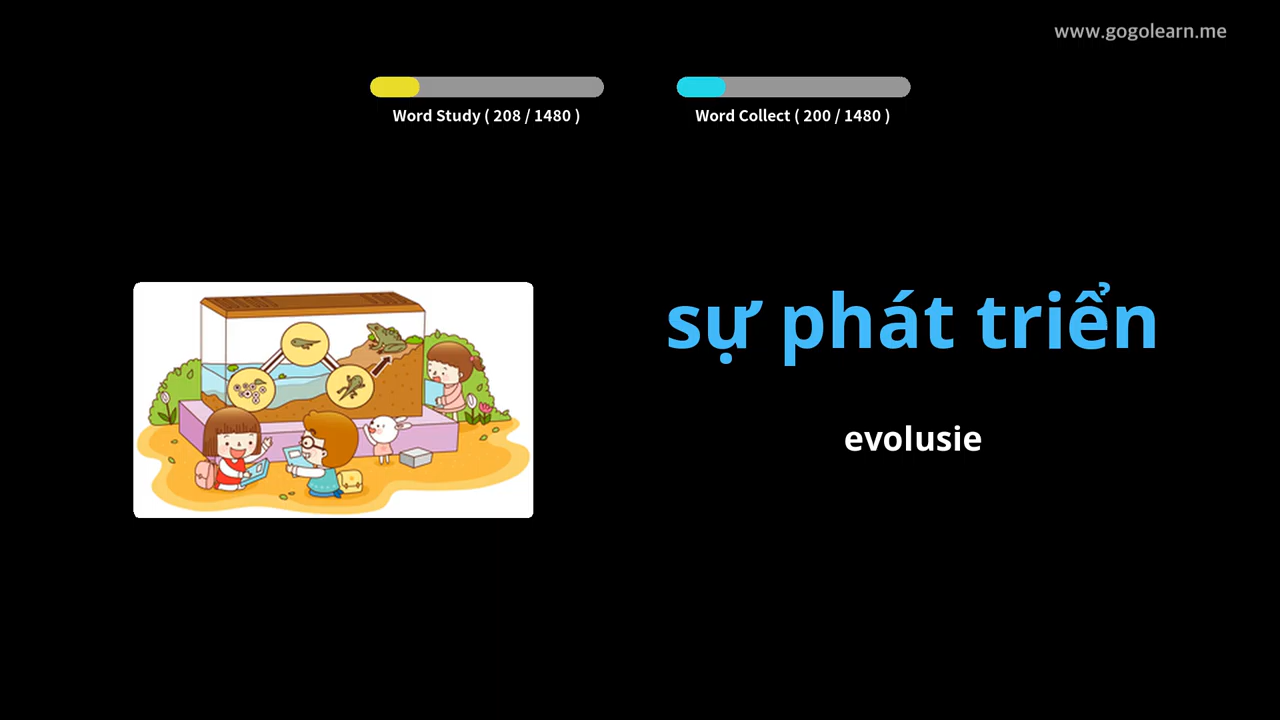 www.gogolearn.me
Word Study ( 208 / 1480 )
Word Collect ( 200 / 1480 )
sự phát triển
evolusie